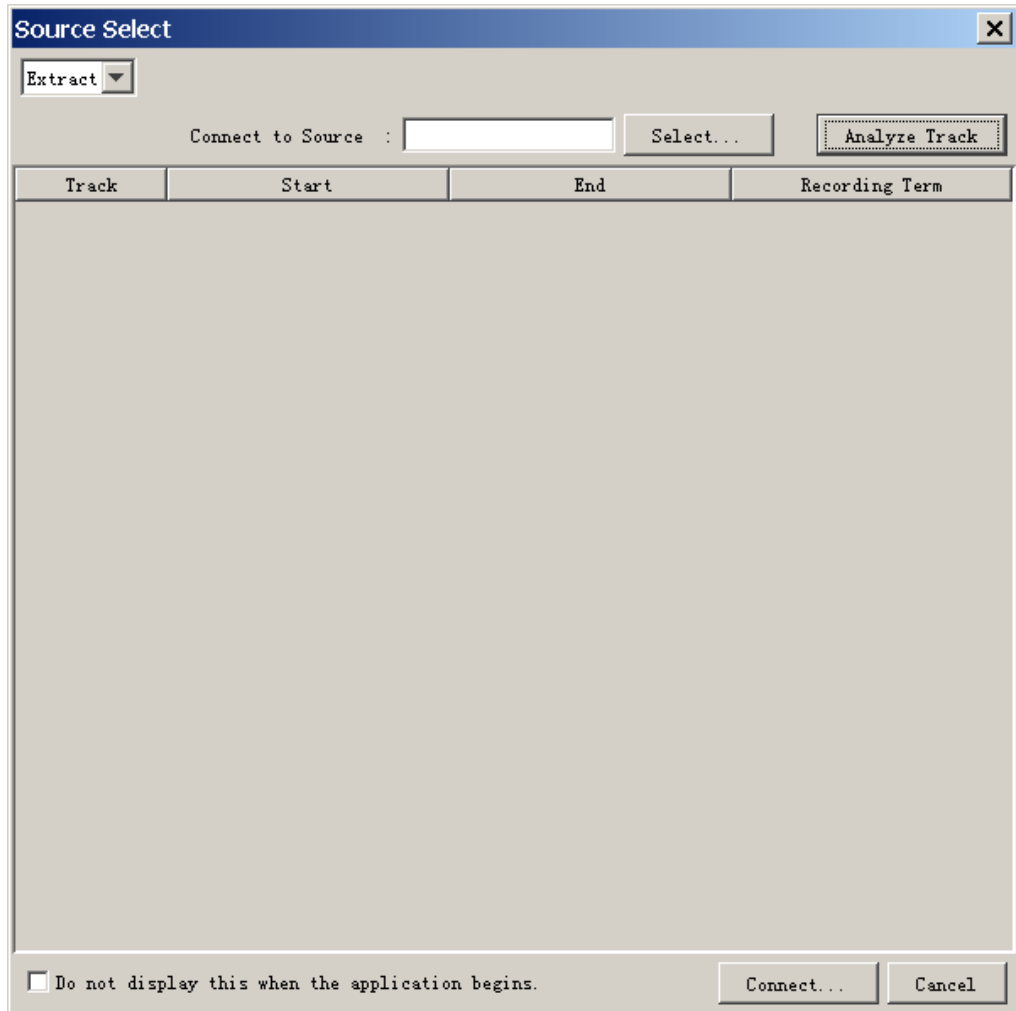 Source Select
Extract
Connect to Source : Select... Analyze Track
Track Start End Recording Term
Do not display this when the application begins. Connect... Cancel